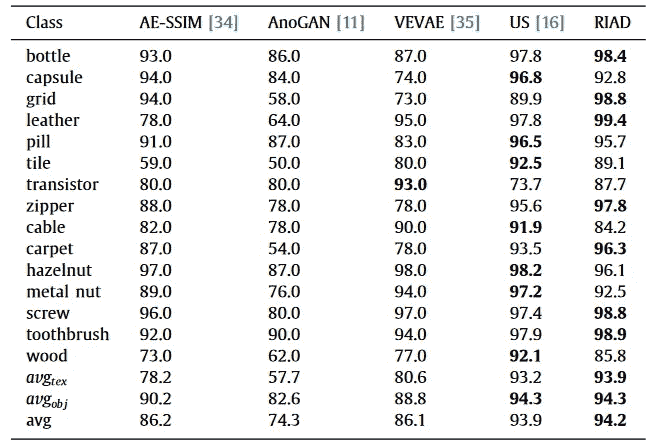 Class AE-SSIM [34] AnoGAN [11] VEVAE [35] US [16] RIAD
bottle 93.0 86.0 87.0 97.8 98.4
capsule 94.0 84.0 74.0 96.8 92.8
grid 94.0 58.0 73.0 89.9 98.8
leather 78.0 64.0 95.0 97.8 99.4
pill 91.0 87.0 83.0 96.5 95.7
tile 59.0 50.0 80.0 92.5 89.1
transistor 80.0 80.0 93.0 73.7 87.7
zipper 88.0 78.0 78.0 95.6 97.8
cable 82.0 78.0 90.0 91.9 84.2
carpet 87.0 54.0 78.0 93.5 96.3
hazelnut 97.0 87.0 98.0 98.2 96.1
metal nut 89.0 76.0 94.0 97.2 92.5
screw 96.0 80.0 97.0 97.4 98.8
toothbrush 92.0 90.0 94.0 97.9 98.9
wood 73.0 62.0 77.0 92.1 85.8
avgtex 78.2 57.7 80.6 93.2 93.9
avgobj 90.2 82.6 88.8 94.3 94.3
avg 86.2 74.3 86.1 93.9 94.2